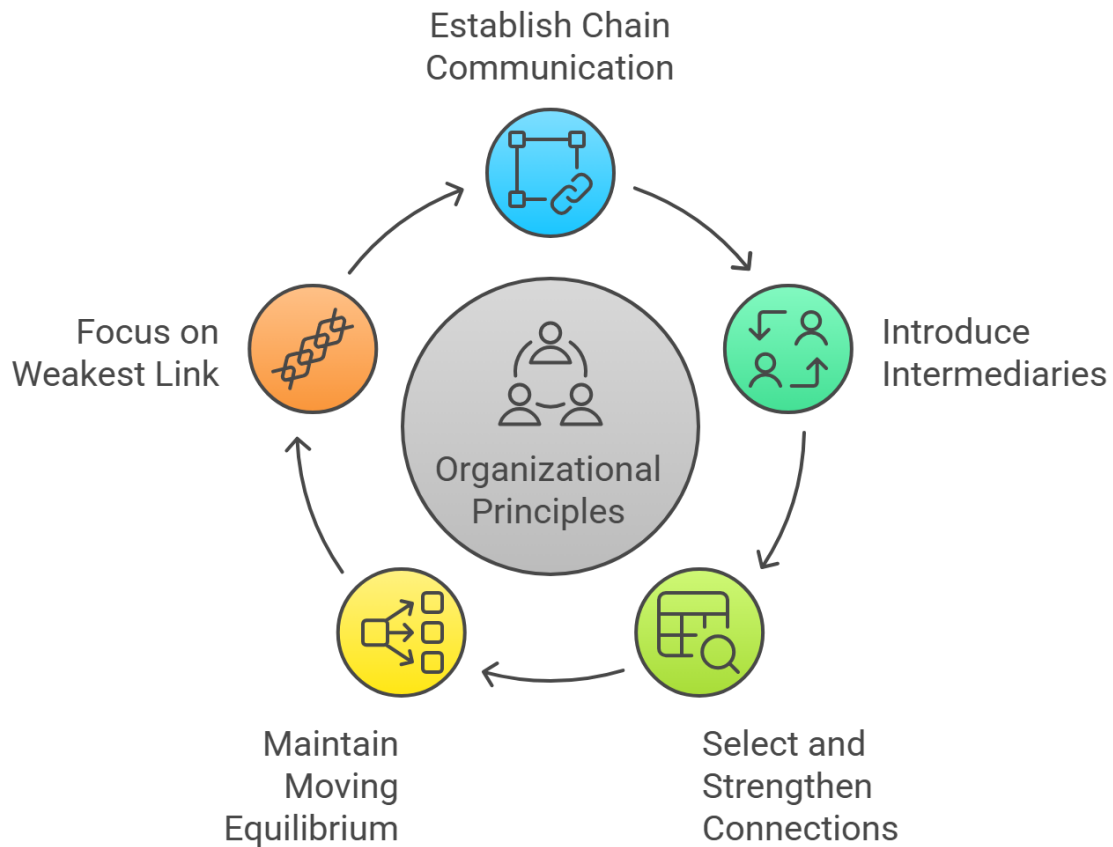 Establish Chain
Communication
Introduce
Intermediaries
Select and
Strengthen
Connections
Maintain
Moving
Equilibrium
Focus on
Weakest Link
Organizational
Principles